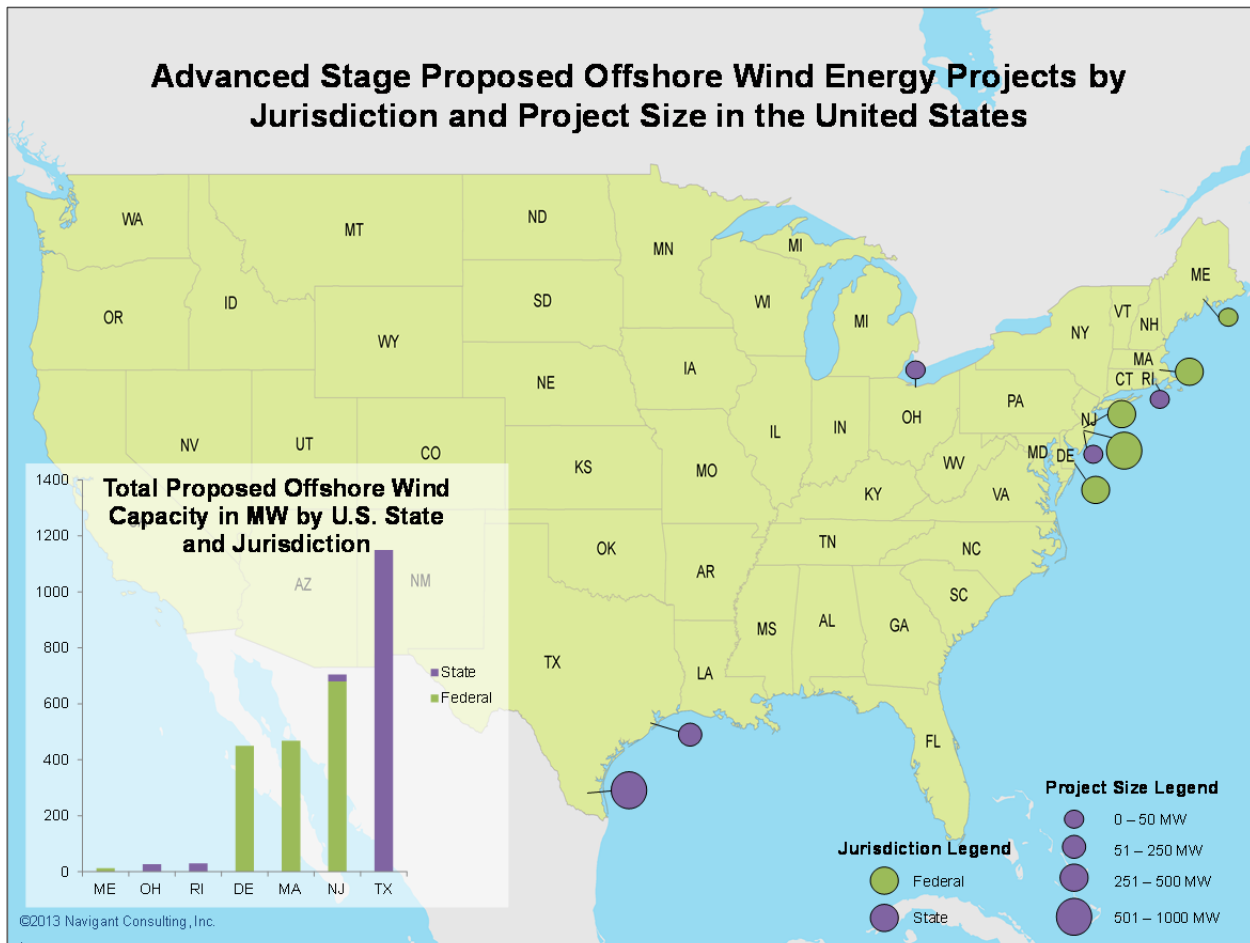 Advanced Stage Proposed Offshore Wind Energy Projects by
Jurisdiction and Project Size in the United States
WA
MT
ND
MN
MI
ME
OR
ID
SD
WI
MI
VT
NH
NY
WY
MA
CT
RI
IA
NE
PA
NJ
OH
IL
IN
NV
UT
CO
MD
DE
WV
KS
MO
VA
KY
TN
NC
OK
AR
SC
AZ
NM
MS
AL
GA
TX
LA
FL
Total Proposed Offshore Wind
Capacity in MW by U.S. State
and Jurisdiction
1400
1200
1000
800
600
400
200
0
State
Federal
ME OH RI DE MA NJ TX
©2013 Navigant Consulting, Inc.
Jurisdiction Legend
Federal
State
Project Size Legend
0 – 50 MW
51 – 250 MW
251 – 500 MW
501 – 1000 MW